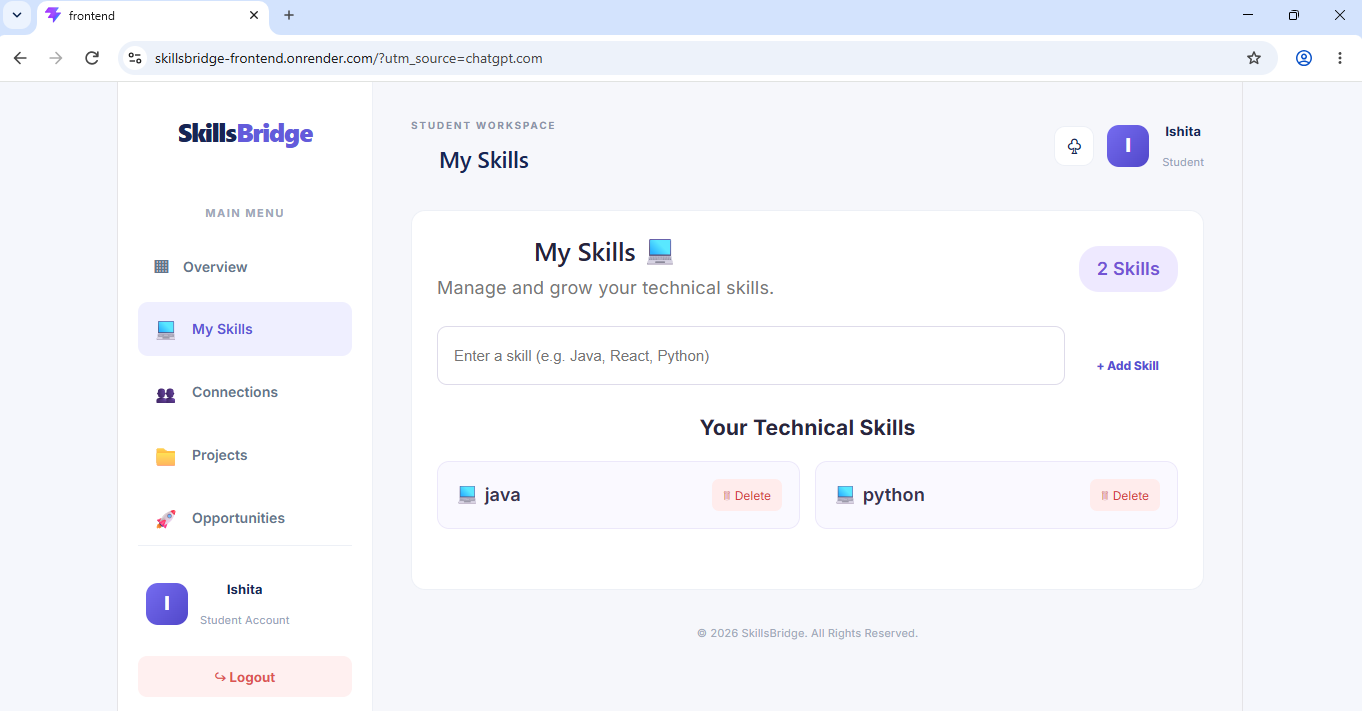 frontend
skillsbridge-frontend.onrender.com/?utm_source=chatgpt.com
SkillsBridge
MAIN MENU
Overview
My Skills
Connections
Projects
Opportunities
I
Ishita
Student Account
Logout
STUDENT WORKSPACE
My Skills
I
Ishita
Student
My Skills
Manage and grow your technical skills.
2 Skills
Enter a skill (e.g. Java, React, Python)
+ Add Skill
Your Technical Skills
java
Delete
python
Delete
© 2026 SkillsBridge. All Rights Reserved.